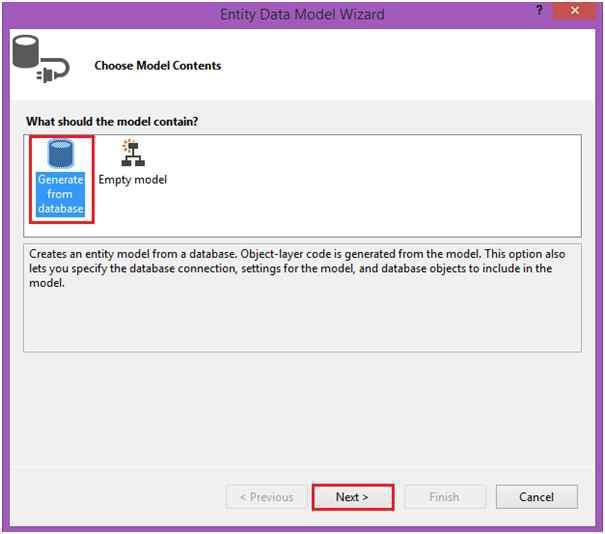 Entity Data Model Wizard
?
Choose Model Contents
What should the model contain?
Generate
from
database
Empty model
Creates an entity model from a database. Object-layer code is generated from the model. This option also
lets you specify the database connection, settings for the model, and database objects to include in the
model.
< Previous
Next >
Finish
Cancel